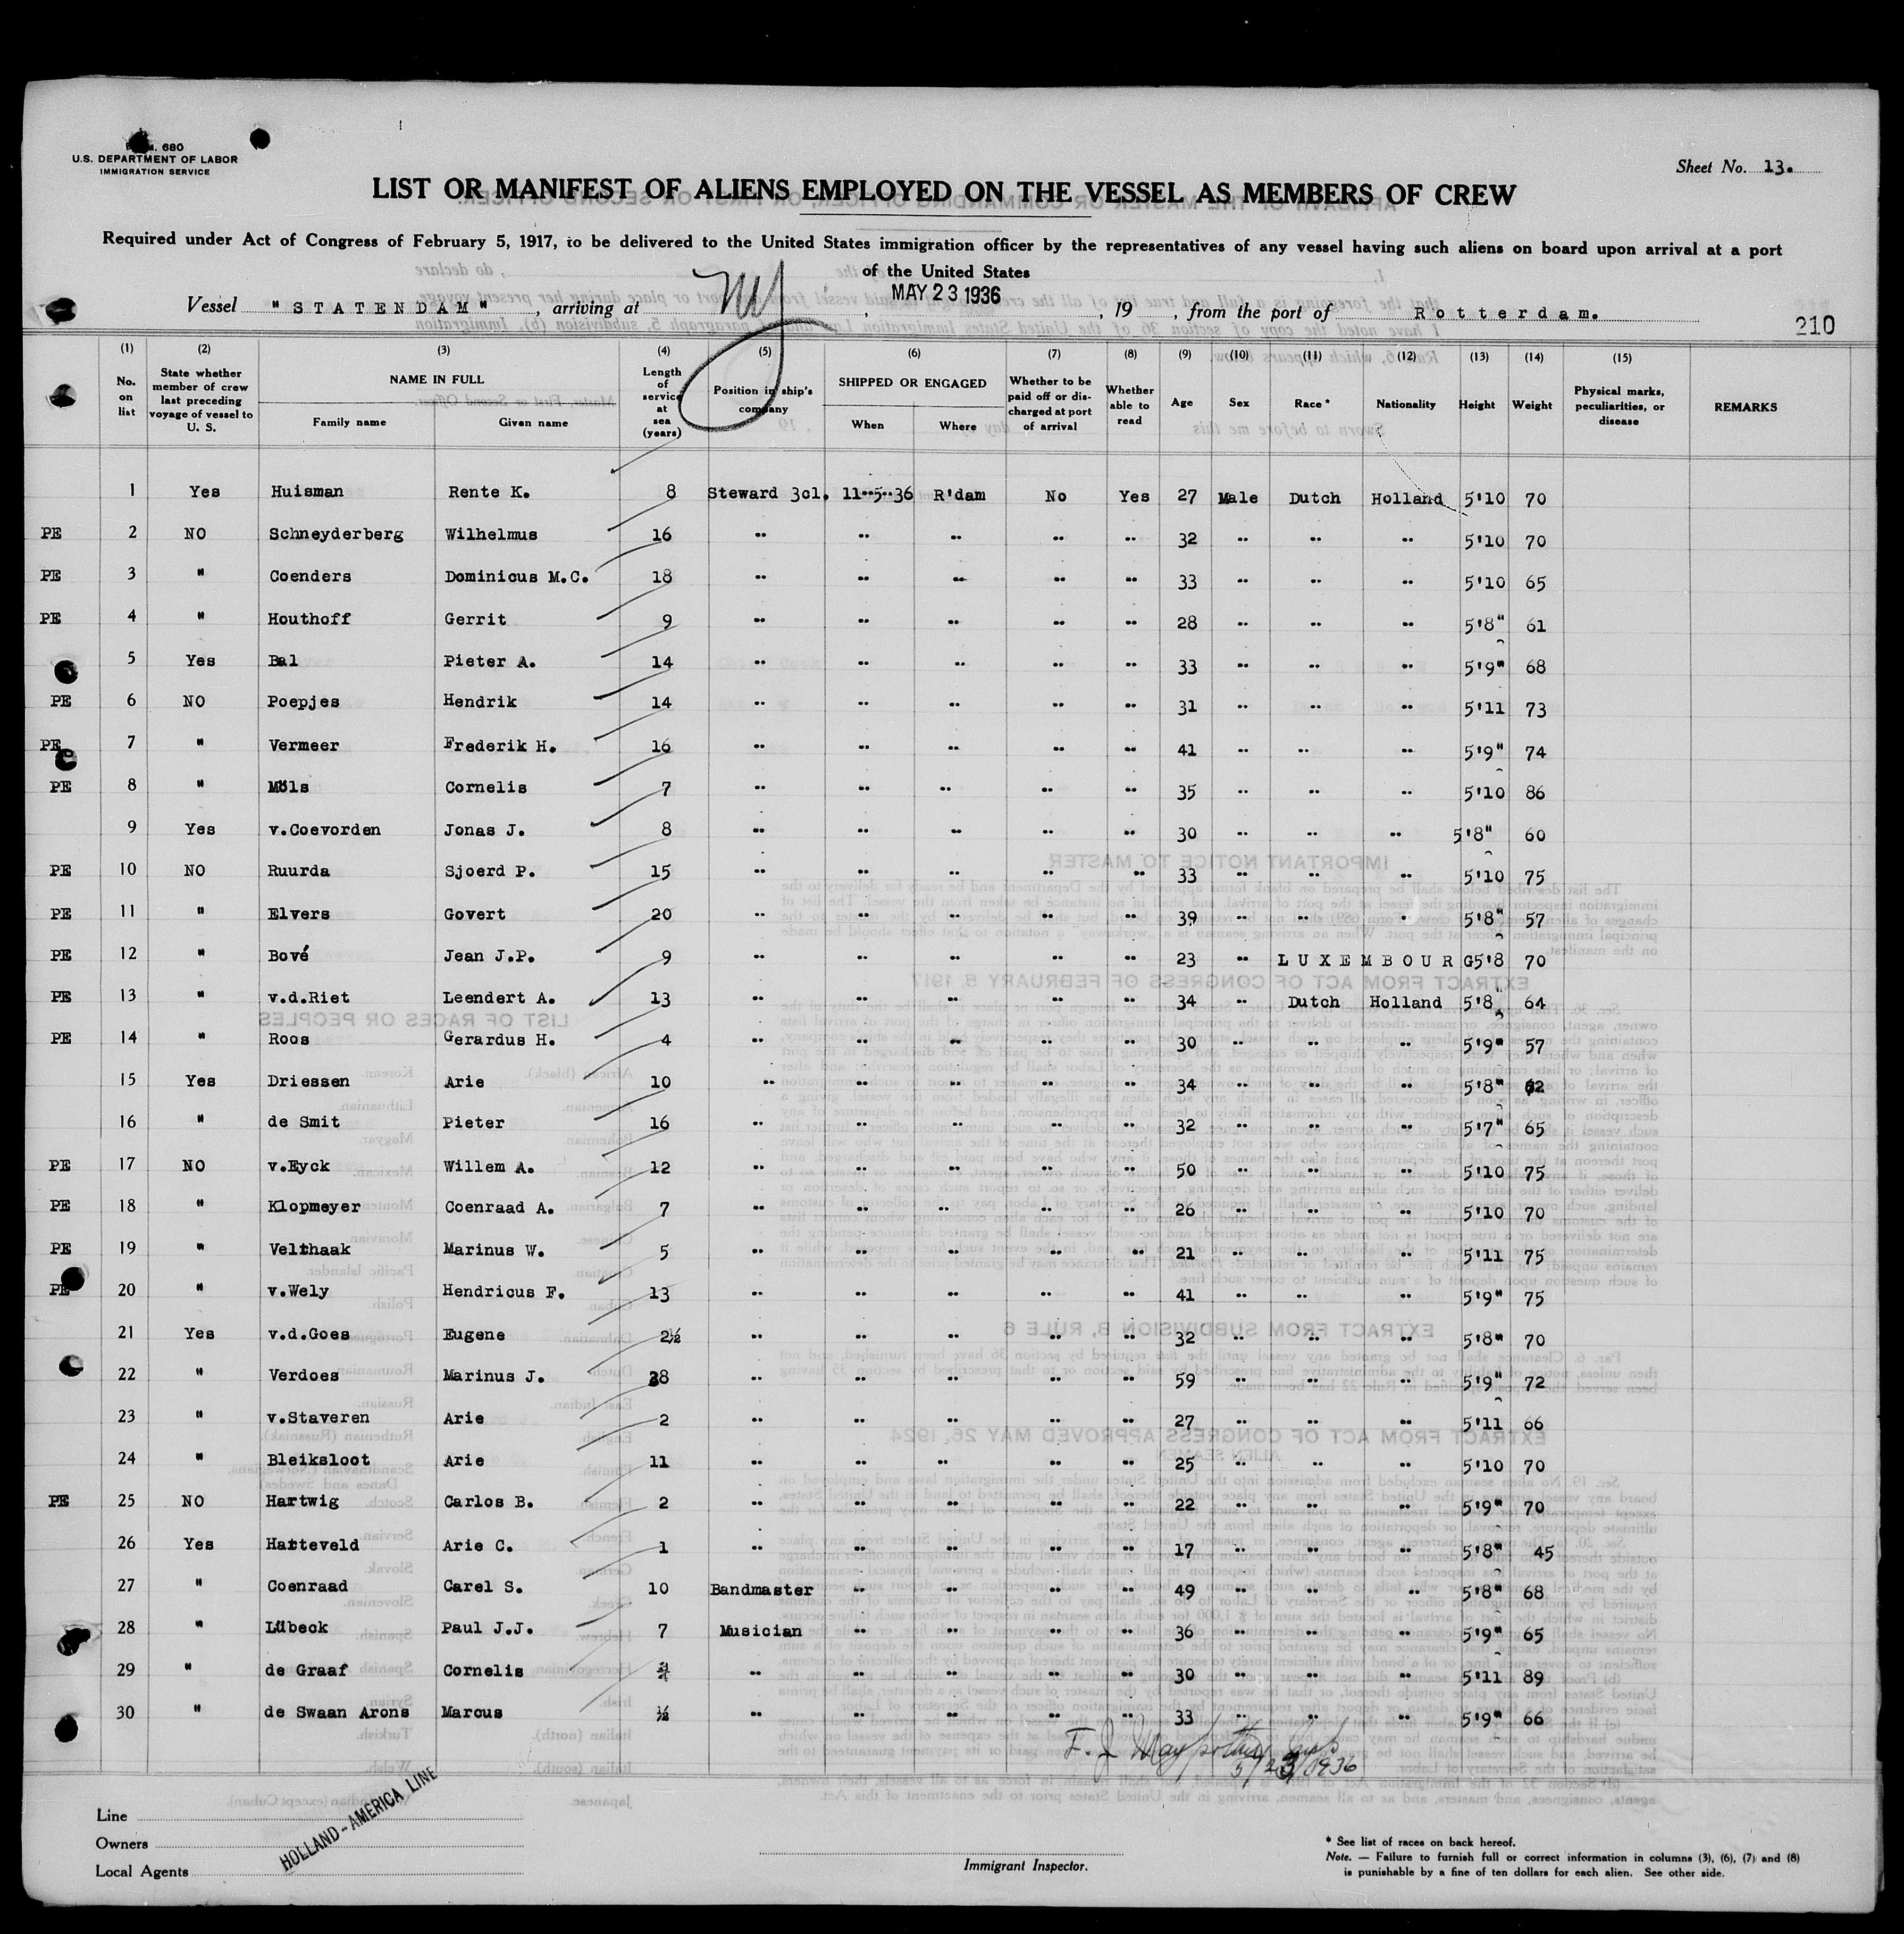 FORM. 680
U.S. DEPARTMENT OF LABOR
IMMIGRATION SERVICE
Sheet No. 13.
LIST OR MANIFEST OF ALIENS EMPLOYED ON THE VESSEL AS MEMBERS OF CREW
Required under Act of Congress of February 5, 1917, to be delivered to the United States immigration officer by the representatives of any vessel having such aliens on board upon arrival at a port
of the United States
Vessel "STATENDAM", arriving at NY, MAY 23 1936, 19 , from the port of Rotterdam.
210
(1) (2) (3) (4) (5) (6) (7) (8) (9) (10) (11) (12) (13) (14) (15)
No. on list State whether member of crew last preceding voyage of vessel to U. S. NAME IN FULL Family name Given name Length of service at sea (years) Position in ship's company SHIPPED OR ENGAGED When Where Whether to be paid off or discharged at port of arrival Whether able to read Age Sex Race * Nationality Height Weight Physical marks, peculiarities, or disease REMARKS
1 Yes Huisman Rente K. 8 Steward 3cl. 11--5--36 R'dam No Yes 27 Male Dutch Holland 5'10 70
PE 2 NO Schneyderberg Wilhelmus 16 -- -- -- -- -- 32 -- -- -- 5'10 70
PE 3 " Coenders Dominicus M.C. 18 -- -- -- -- -- 33 -- -- -- 5'10 65
PE 4 " Houthoff Gerrit 9 -- -- -- -- -- 28 -- -- -- 5'8" 61
5 Yes Bal Pieter A. 14 -- -- -- -- -- 33 -- -- -- 5'9" 68
PE 6 NO Poepjes Hendrik 14 -- -- -- -- -- 31 -- -- -- 5'11 73
PE 7 " Vermeer Frederik H. 16 -- -- -- -- -- 41 -- -- -- 5'9" 74
PE 8 " Möls Cornelis 7 -- -- -- -- -- 35 -- -- -- 5'10 86
9 Yes v.Coevorden Jonas J. 8 -- -- -- -- -- 30 -- -- -- 5'8" 60
PE 10 NO Ruurda Sjoerd P. 15 -- -- -- -- -- 33 -- -- -- 5'10 75
PE 11 " Elvers Govert 20 -- -- -- -- -- 39 -- -- -- 5'8" 57
PE 12 " Bové Jean J.P. 9 -- -- -- -- -- 23 -- LUXEMBOURG 5'8 70
PE 13 " v.d.Riet Leendert A. 13 -- -- -- -- -- 34 -- Dutch Holland 5'8" 64
PE 14 " Roos Gerardus H. 4 -- -- -- -- -- 30 -- -- -- 5'9" 57
15 Yes Driessen Arie 10 -- -- -- -- -- 34 -- -- -- 5'8" 62
16 " de Smit Pieter 16 -- -- -- -- -- 32 -- -- -- 5'7" 65
PE 17 NO v.Eyck Willem A. 12 -- -- -- -- -- 50 -- -- -- 5'10 75
PE 18 " Klopmeyer Coenraad A. 7 -- -- -- -- -- 26 -- -- -- 5'10 70
PE 19 " Velthaak Marinus W. 5 -- -- -- -- -- 21 -- -- -- 5'11 75
PE 20 " v.Wely Hendricus F. 13 -- -- -- -- -- 41 -- -- -- 5'9" 75
21 Yes v.d.Goes Eugene 2½ -- -- -- -- -- 32 -- -- -- 5'8" 70
22 " Verdoes Marinus J. 38 -- -- -- -- -- 59 -- -- -- 5'9" 72
23 " v.Staveren Arie 2 -- -- -- -- -- 27 -- -- -- 5'11 66
24 " Bleiksloot Arie 11 -- -- -- -- -- 25 -- -- -- 5'10 70
PE 25 NO Hartwig Carlos B. 2 -- -- -- -- -- 22 -- -- -- 5'9" 70
26 Yes Harteveld Arie C. 1 -- -- -- -- -- 17 -- -- -- 5'8" 45
27 " Coenraad Carel S. 10 Bandmaster -- -- -- -- 49 -- -- -- 5'8" 68
28 " Lübeck Paul J.J. 7 Musician -- -- -- -- 36 -- -- -- 5'9" 65
29 " de Graaf Cornelis ¾ -- -- -- -- -- 30 -- -- -- 5'11 89
30 " de Swaan Arons Marcus ½ -- -- -- -- -- 33 -- -- -- 5'9" 66
F. J. May
5/23/1936
Line
Owners
Local Agents
HOLLAND-AMERICA LINE
Immigrant Inspector.
* See list of races on back hereof.
Note. — Failure to furnish full or correct information in columns (3), (6), (7) and (8)
is punishable by a fine of ten dollars for each alien. See other side.